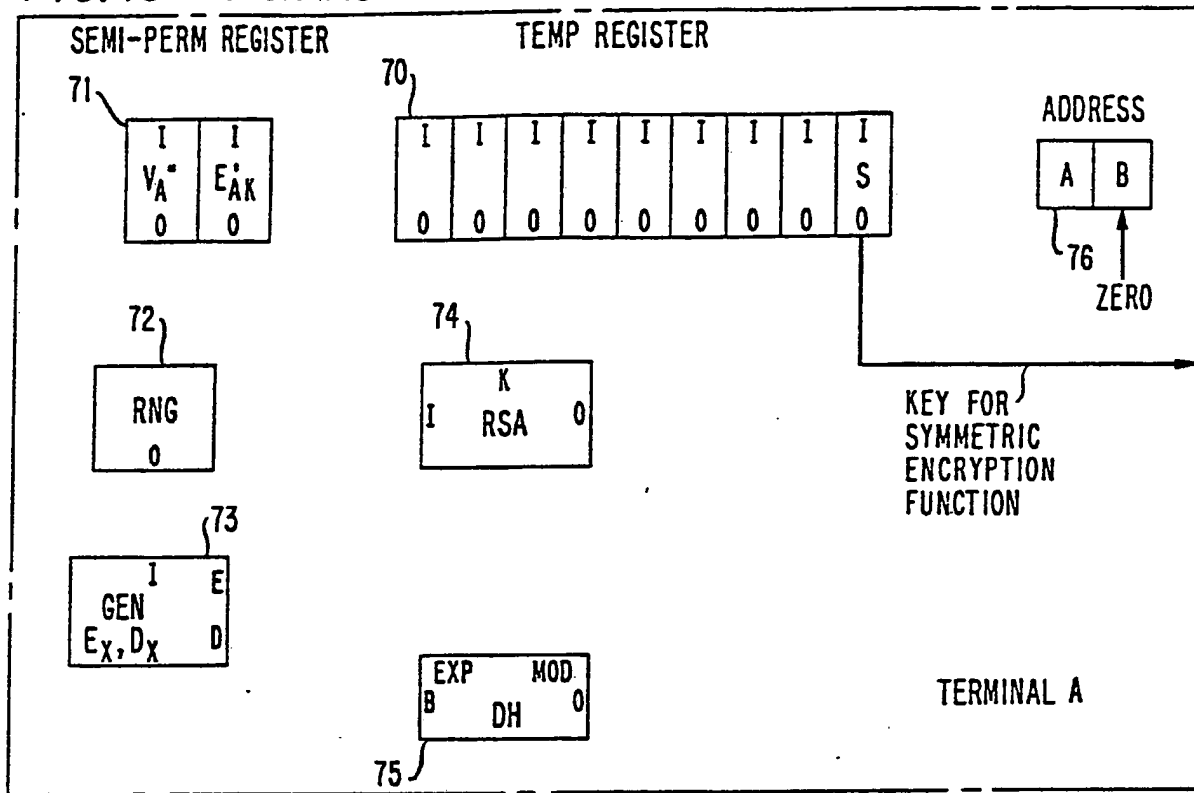 SEMI-PERM REGISTER
TEMP REGISTER
71
70
I I
V_A" E'_AK
0 0
I I I I I I I I I
S
0 0 0 0 0 0 0 0 0
ADDRESS
A B
76
ZERO
72
RNG
0
74
K
I RSA 0
KEY FOR
SYMMETRIC
ENCRYPTION
FUNCTION
73
I E
GEN
E_X, D_X D
EXP MOD
B DH 0
75
TERMINAL A